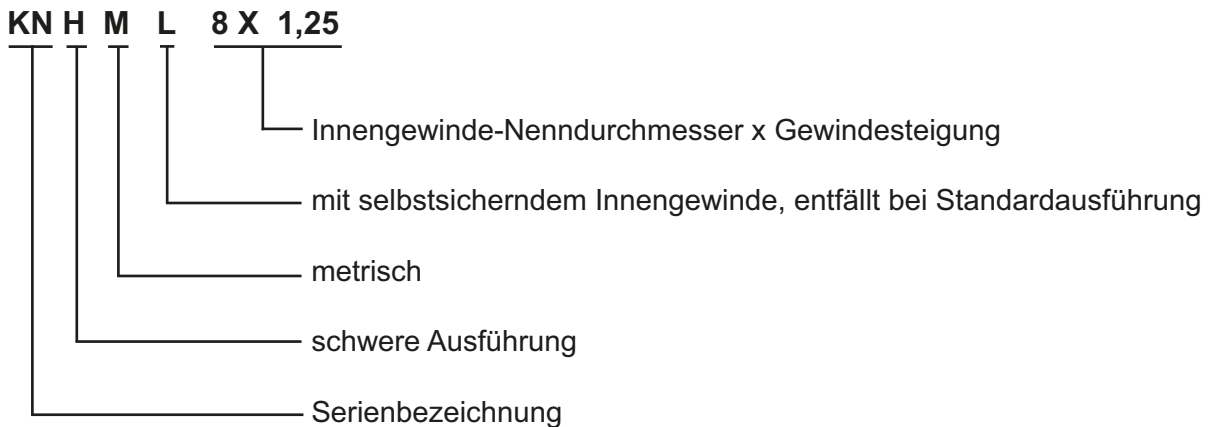 KN H M L 8 X 1,25
Innengewinde-Nenndurchmesser x Gewindesteigung
mit selbstsicherndem Innengewinde, entfällt bei Standardausführung
metrisch
schwere Ausführung
Serienbezeichnung